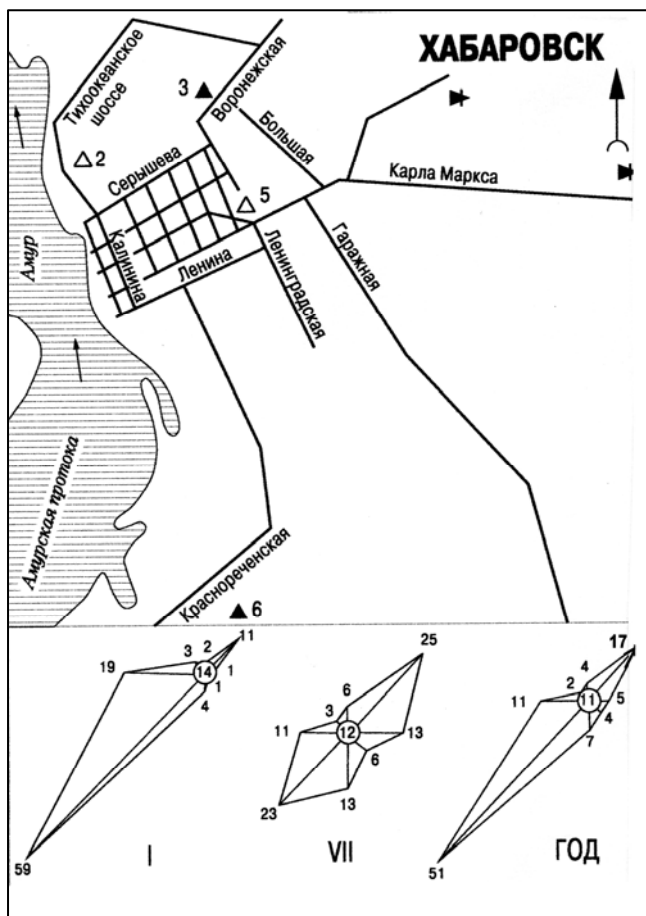 ХАБАРОВСК
Тихоокеанское
шоссе
3
Воронежская
Большая
2
Серышева
Карла Маркса
5
Калинина
Ленина
Ленинградская
Гаражная
Амур
Амурская протока
Краснореченская
6
11
2
3
19
14
1
1
4
59
I
25
6
3
11
12
13
6
23
13
VII
17
4
2
11
11
5
4
7
51
ГОД